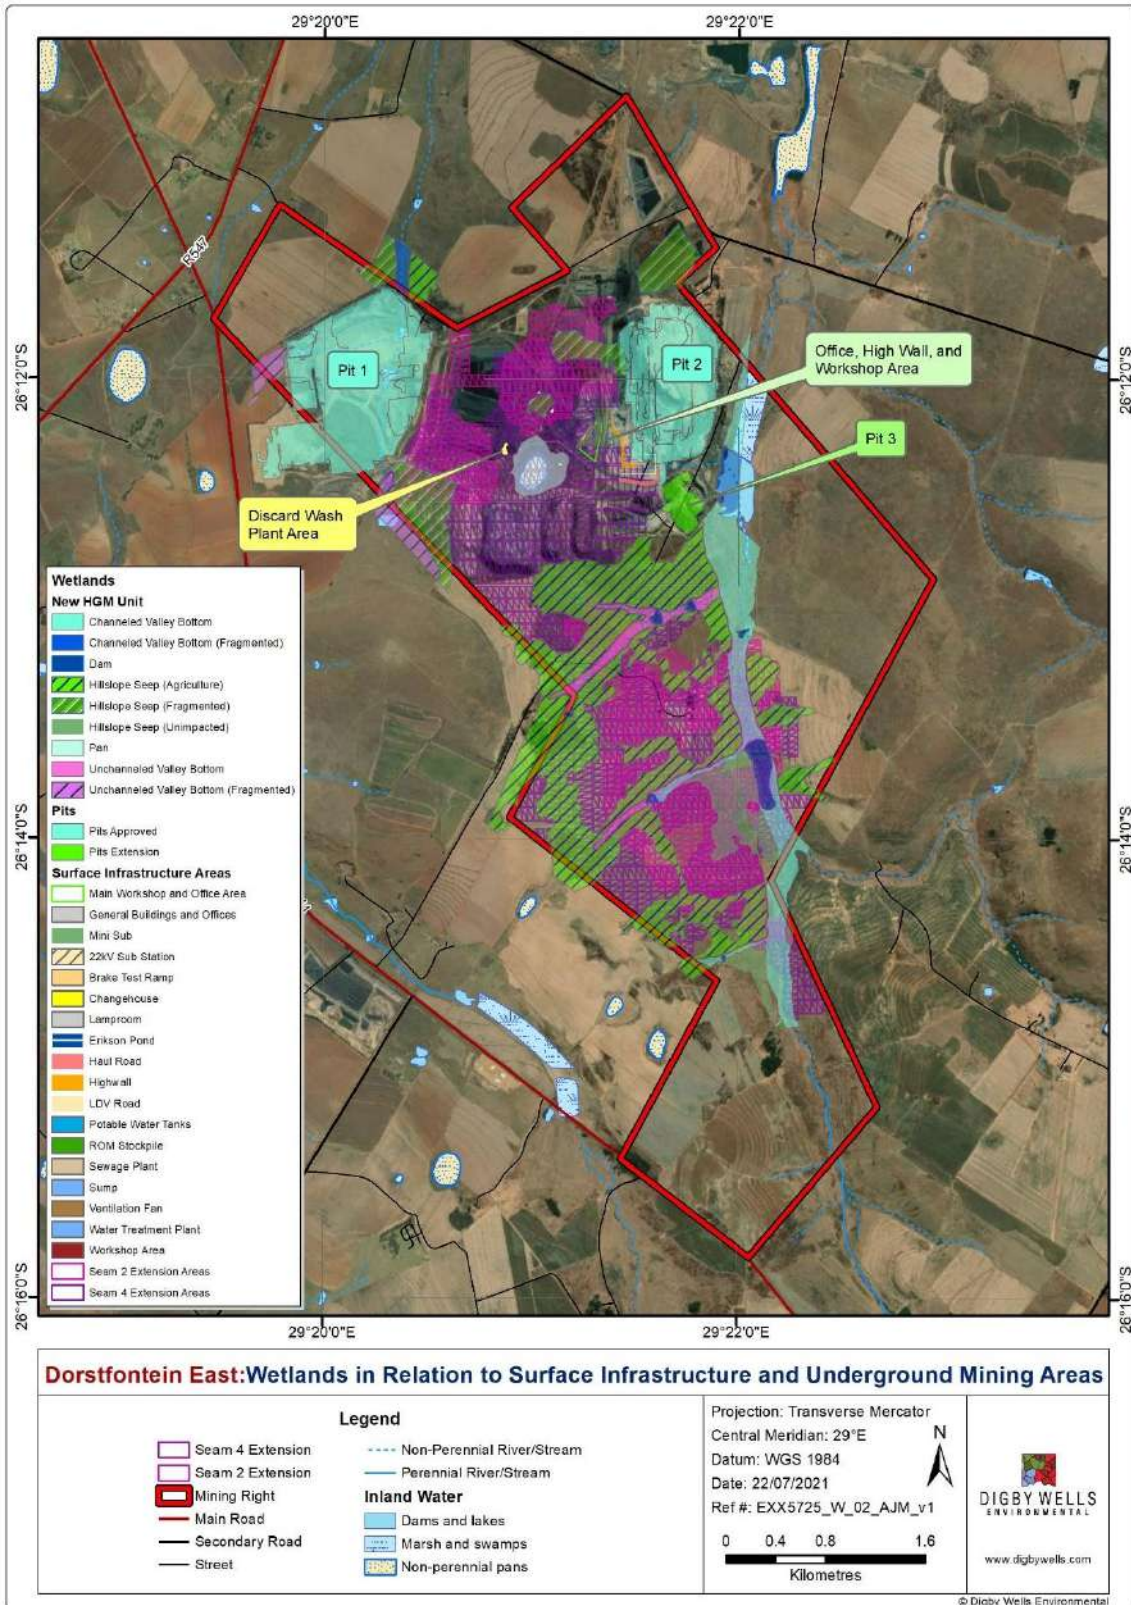 29°20'0"E
29°22'0"E
R547
26°12'0"S
26°12'0"S
Pit 1
Pit 2
Office, High Wall, and
Workshop Area
Pit 3
Discard Wash
Plant Area
Wetlands
New HGM Unit
Channeled Valley Bottom
Channeled Valley Bottom (Fragmented)
Dam
Hillslope Seep (Agriculture)
Hillslope Seep (Fragmented)
Hillslope Seep (Unimpacted)
Pan
Unchanneled Valley Bottom
Unchanneled Valley Bottom (Fragmented)
Pits
Pits Approved
Pits Extension
Surface Infrastructure Areas
Main Workshop and Office Area
General Buildings and Offices
Mini Sub
22kV Sub Station
Brake Test Ramp
Changehouse
Lamproom
Erikson Pond
Haul Road
Highwall
LDV Road
Potable Water Tanks
ROM Stockpile
Sewage Plant
Sump
Ventilation Fan
Water Treatment Plant
Workshop Area
Seam 2 Extension Areas
Seam 4 Extension Areas
26°14'0"S
26°14'0"S
26°16'0"S
26°16'0"S
29°20'0"E
29°22'0"E
Dorstfontein East:Wetlands in Relation to Surface Infrastructure and Underground Mining Areas
Legend
Seam 4 Extension
Seam 2 Extension
Mining Right
Main Road
Secondary Road
Street
Non-Perennial River/Stream
Perennial River/Stream
Inland Water
Dams and lakes
Marsh and swamps
Non-perennial pans
Projection: Transverse Mercator
Central Meridian: 29°E
Datum: WGS 1984
Date: 22/07/2021
Ref #: EXX5725_W_02_AJM_v1
N
0 0.4 0.8 1.6
Kilometres
DIGBY WELLS
ENVIRONMENTAL
www.digbywells.com
© Digby Wells Environmental